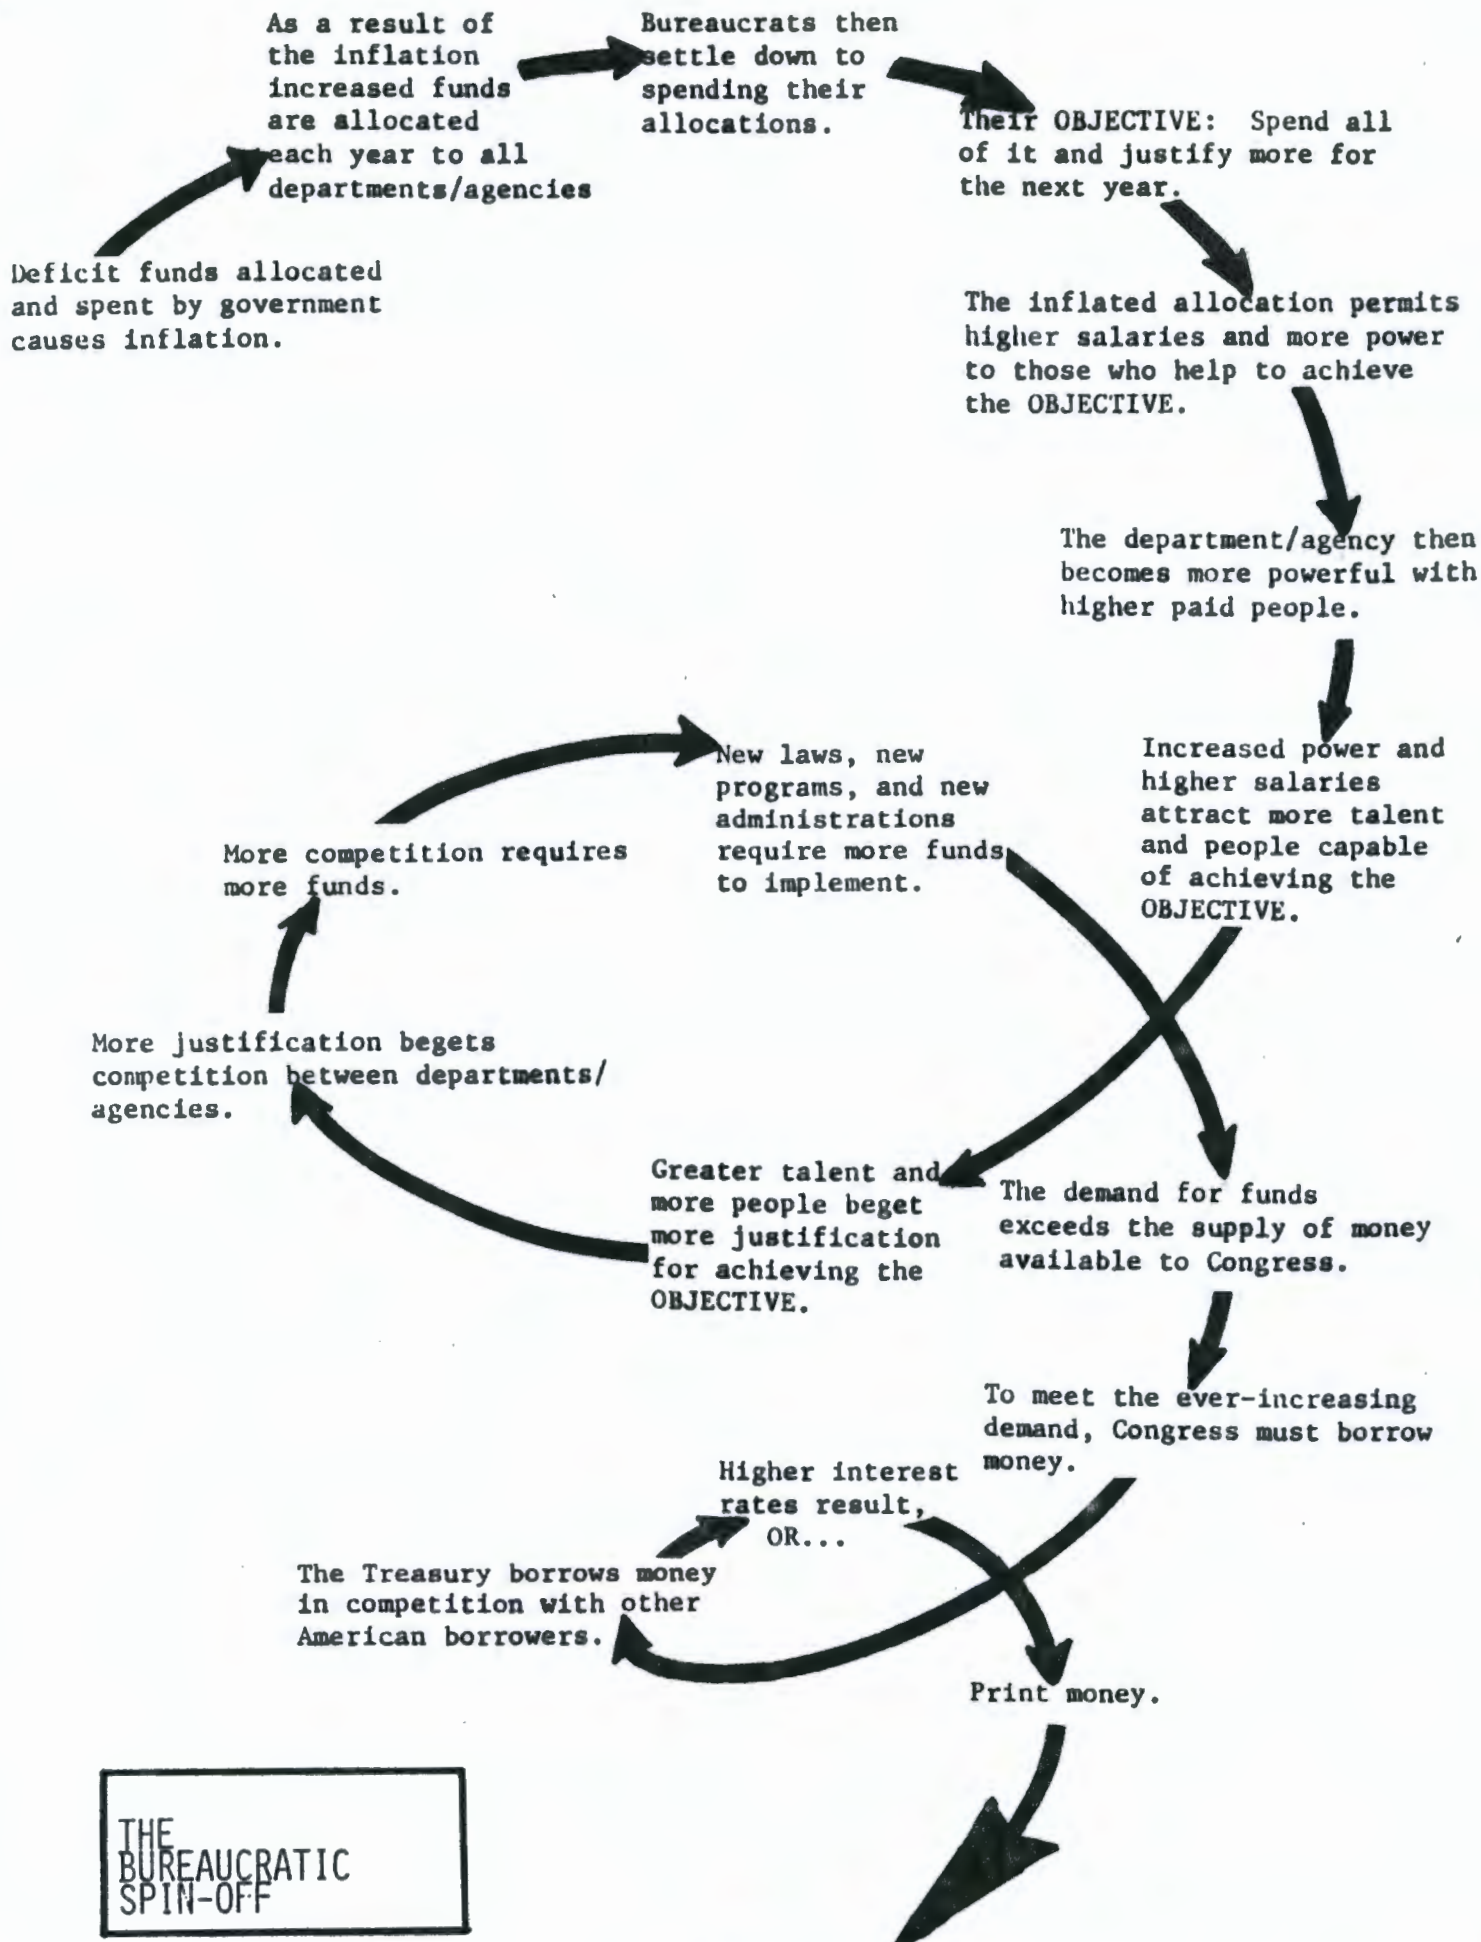 Deficit funds allocated
and spent by government
causes inflation.
As a result of
the inflation
increased funds
are allocated
each year to all
departments/agencies
Bureaucrats then
settle down to
spending their
allocations.
Their OBJECTIVE: Spend all
of it and justify more for
the next year.
The inflated allocation permits
higher salaries and more power
to those who help to achieve
the OBJECTIVE.
The department/agency then
becomes more powerful with
higher paid people.
Increased power and
higher salaries
attract more talent
and people capable
of achieving the
OBJECTIVE.
Greater talent and
more people beget
more justification
for achieving the
OBJECTIVE.
More justification begets
competition between departments/
agencies.
More competition requires
more funds.
New laws, new
programs, and new
administrations
require more funds
to implement.
The demand for funds
exceeds the supply of money
available to Congress.
To meet the ever-increasing
demand, Congress must borrow
money.
The Treasury borrows money
in competition with other
American borrowers.
Higher interest
rates result,
OR...
Print money.
THE
BUREAUCRATIC
SPIN-OFF